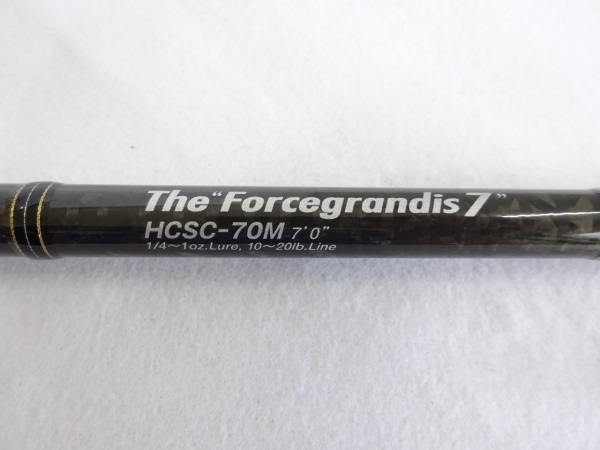 The "Forcegrandis 7"
HCSC-70M 7'0"
1/4~1oz.Lure, 10~20lb.Line